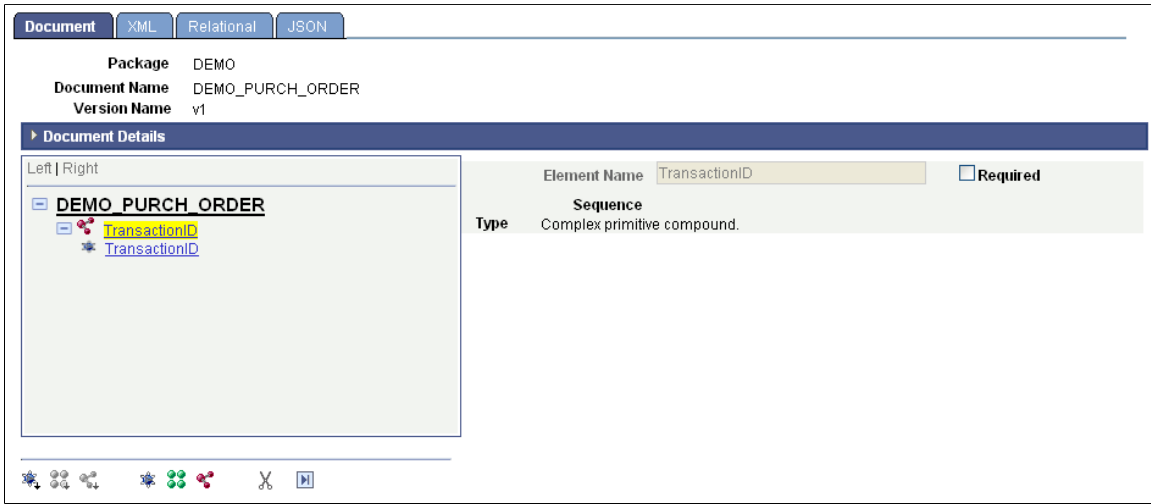 Document XML Relational JSON
Package DEMO
Document Name DEMO_PURCH_ORDER
Version Name v1
Document Details
Left | Right
DEMO_PURCH_ORDER
TransactionID
TransactionID
Element Name TransactionID Required
Sequence
Type Complex primitive compound.